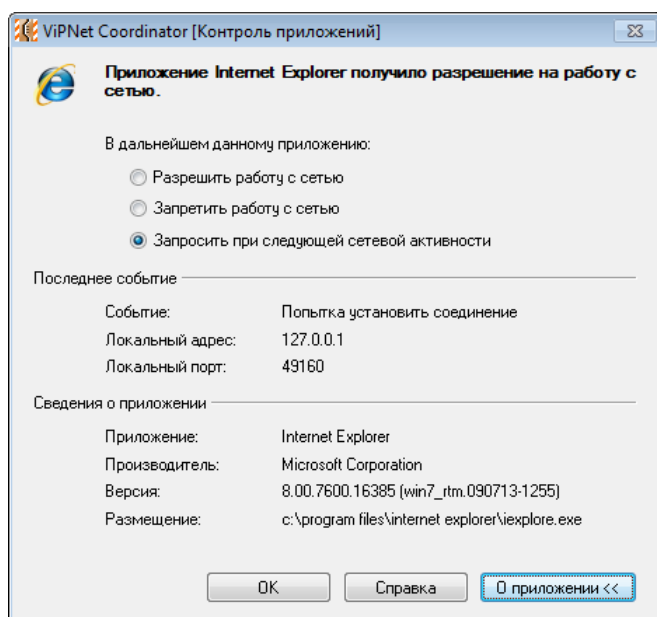 ViPNet Coordinator [Контроль приложений]
Приложение Internet Explorer получило разрешение на работу с
сетью.
В дальнейшем данному приложению:
Разрешить работу с сетью
Запретить работу с сетью
Запросить при следующей сетевой активности
Последнее событие
Событие: Попытка установить соединение
Локальный адрес: 127.0.0.1
Локальный порт: 49160
Сведения о приложении
Приложение: Internet Explorer
Производитель: Microsoft Corporation
Версия: 8.00.7600.16385 (win7_rtm.090713-1255)
Размещение: c:\program files\internet explorer\iexplore.exe
OK Справка О приложении <<